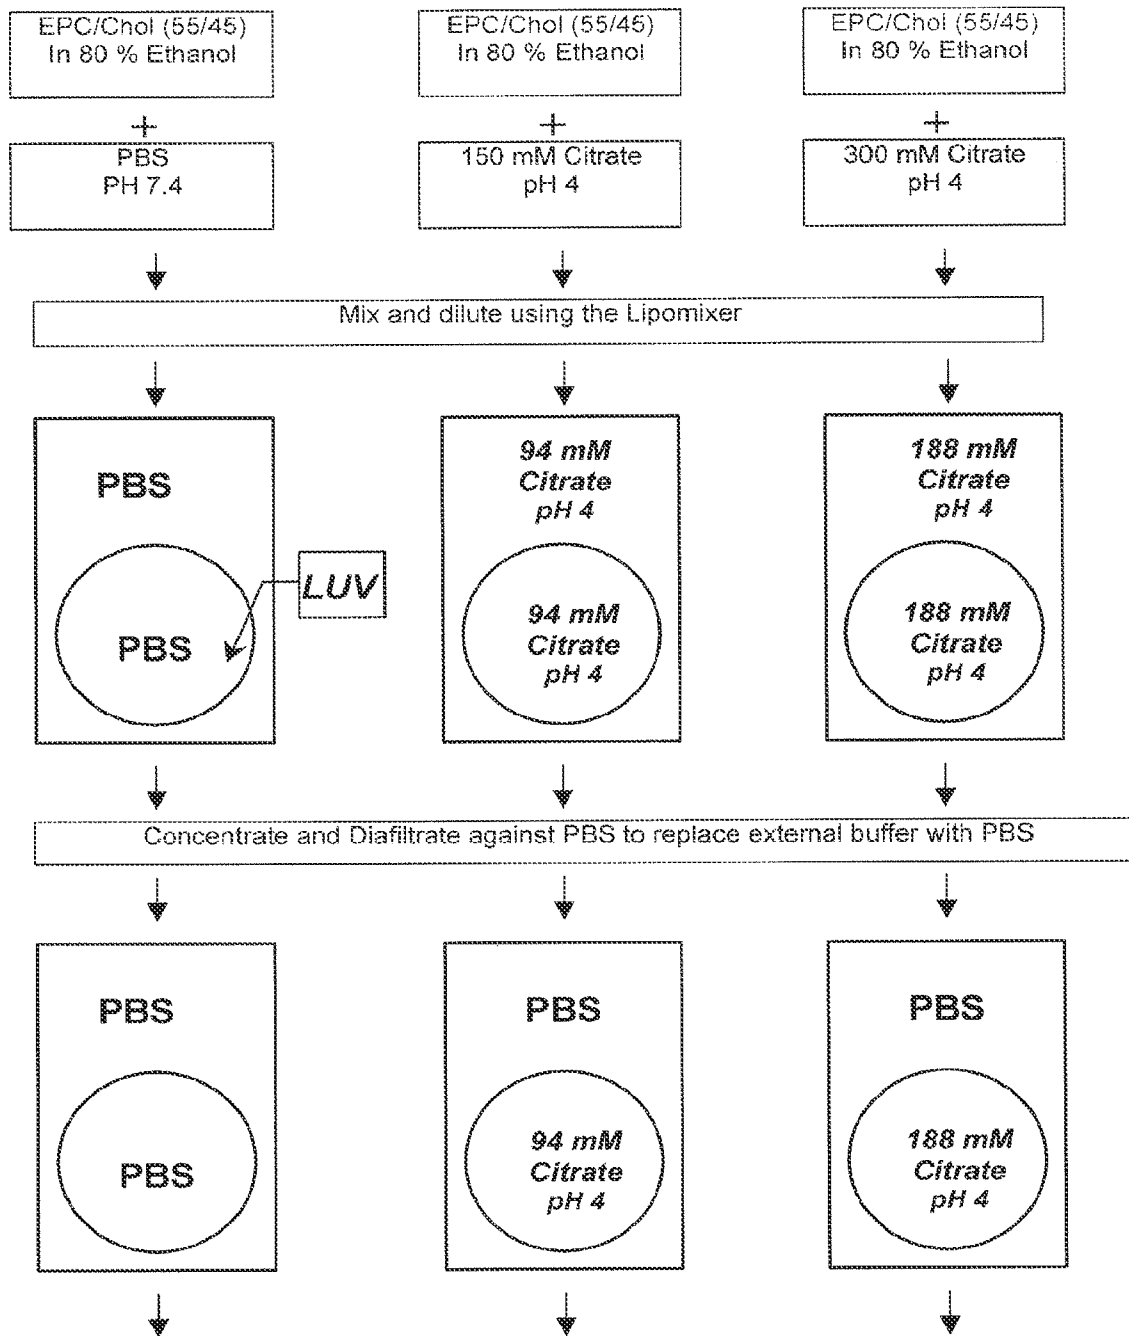 EPC/Chol (55/45)
In 80 % Ethanol
EPC/Chol (55/45)
In 80 % Ethanol
EPC/Chol (55/45)
In 80 % Ethanol
+
+
+
PBS
PH 7.4
150 mM Citrate
pH 4
300 mM Citrate
pH 4
Mix and dilute using the Lipomixer
PBS
PBS
LUV
94 mM
Citrate
pH 4
94 mM
Citrate
pH 4
188 mM
Citrate
pH 4
188 mM
Citrate
pH 4
Concentrate and Diafiltrate against PBS to replace external buffer with PBS
PBS
PBS
PBS
94 mM
Citrate
pH 4
PBS
188 mM
Citrate
pH 4